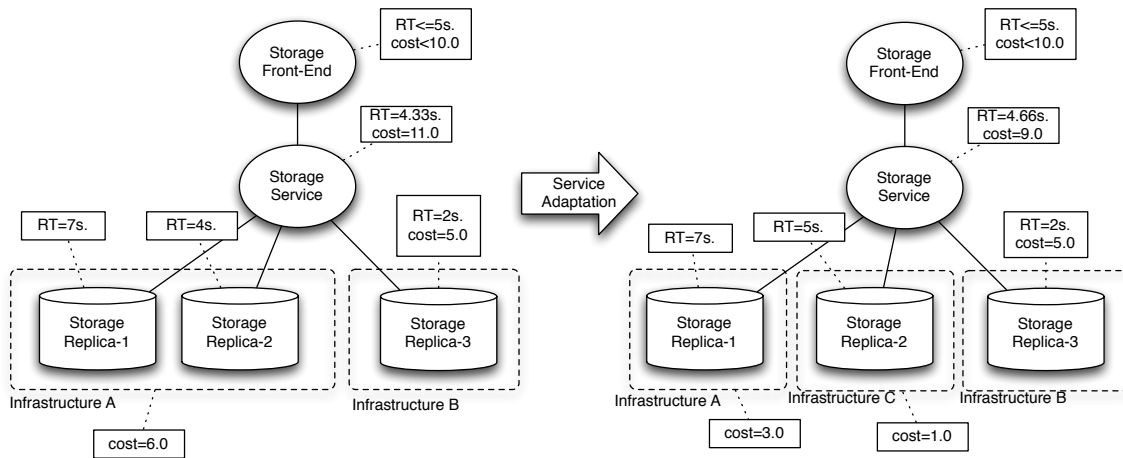 RT<=5s.
cost<10.0
Storage
Front-End
RT=4.33s.
cost=11.0
Storage
Service
RT=7s.
RT=4s.
RT=2s.
cost=5.0
Storage
Replica-1
Storage
Replica-2
Storage
Replica-3
Infrastructure A
Infrastructure B
cost=6.0
Service
Adaptation
RT<=5s.
cost<10.0
Storage
Front-End
RT=4.66s.
cost=9.0
Storage
Service
RT=7s.
RT=5s.
RT=2s.
cost=5.0
Storage
Replica-1
Storage
Replica-2
Storage
Replica-3
Infrastructure A
Infrastructure C
Infrastructure B
cost=3.0
cost=1.0